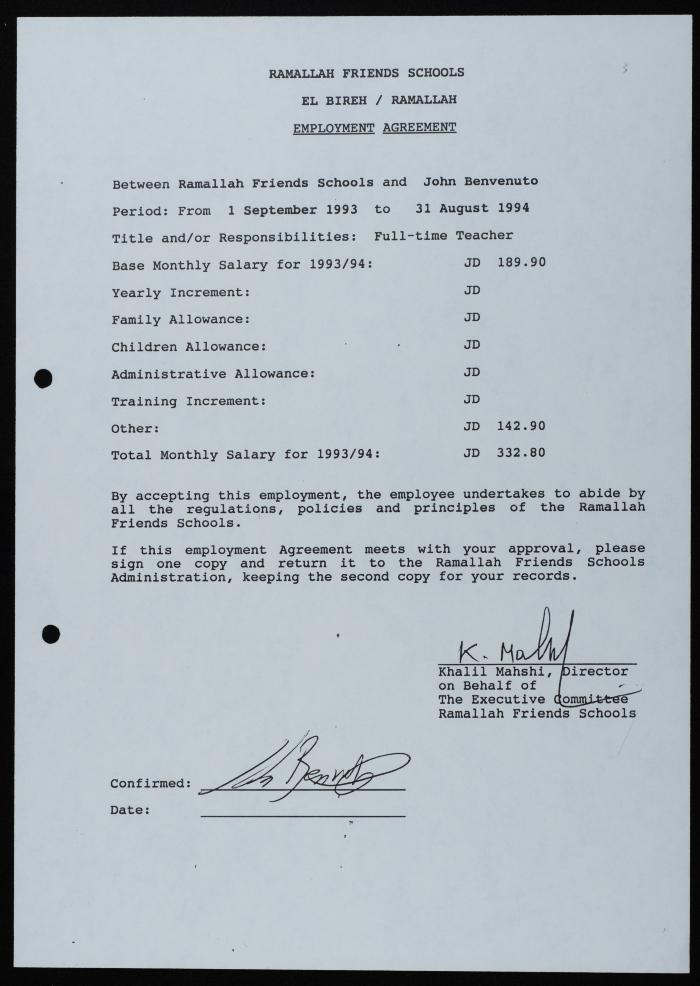 RAMALLAH FRIENDS SCHOOLS
EL BIREH / RAMALLAH
EMPLOYMENT AGREEMENT
Between Ramallah Friends Schools and John Benvenuto
Period: From 1 September 1993 to 31 August 1994
Title and/or Responsibilities: Full-time Teacher
Base Monthly Salary for 1993/94: JD 189.90
Yearly Increment: JD
Family Allowance: JD
Children Allowance: JD
Administrative Allowance: JD
Training Increment: JD
Other: JD 142.90
Total Monthly Salary for 1993/94: JD 332.80
By accepting this employment, the employee undertakes to abide by
all the regulations, policies and principles of the Ramallah
Friends Schools.
If this employment Agreement meets with your approval, please
sign one copy and return it to the Ramallah Friends Schools
Administration, keeping the second copy for your records.
K. Mahshi
Khalil Mahshi, Director
on Behalf of
The Executive Committee
Ramallah Friends Schools
Confirmed:
Date: